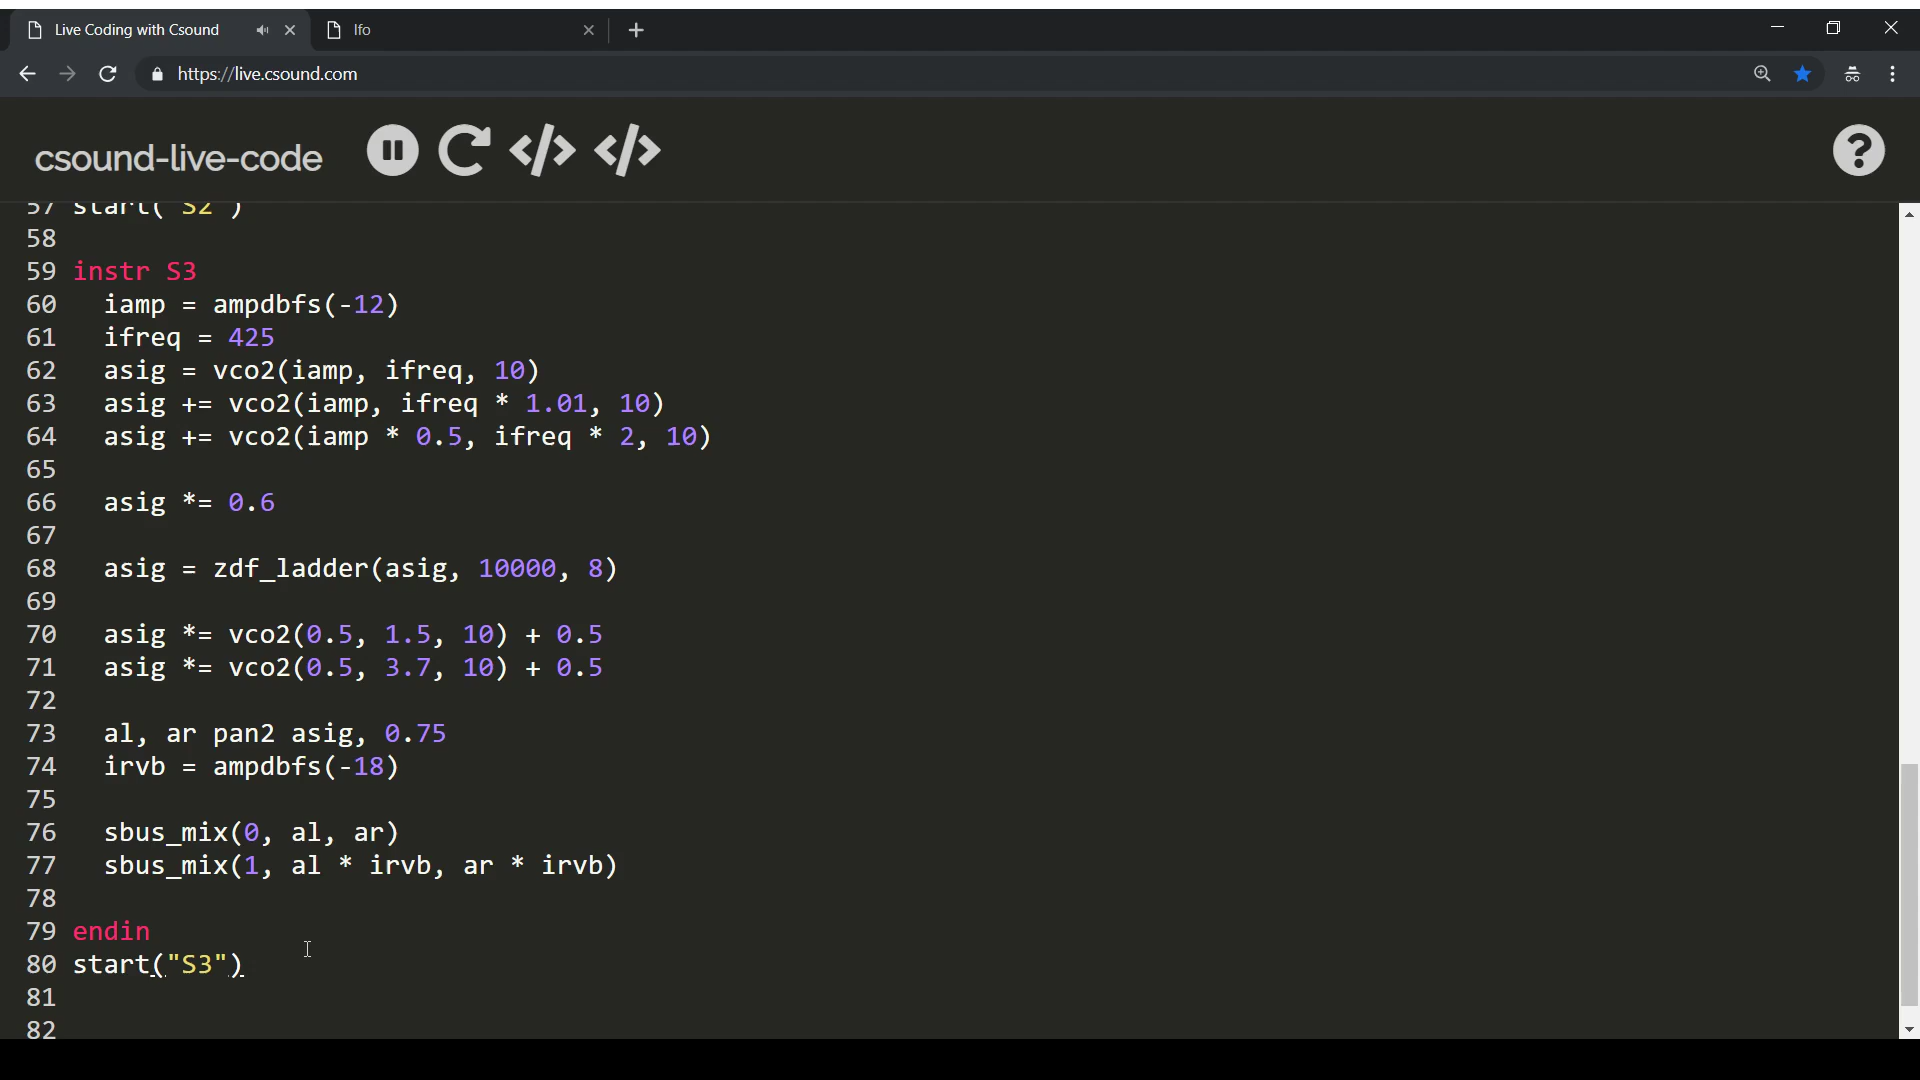 Live Coding with Csound
lfo
https://live.csound.com
csound-live-code
57 start("S2")
58
59 instr S3
60 iamp = ampdbfs(-12)
61 ifreq = 425
62 asig = vco2(iamp, ifreq, 10)
63 asig += vco2(iamp, ifreq * 1.01, 10)
64 asig += vco2(iamp * 0.5, ifreq * 2, 10)
65
66 asig *= 0.6
67
68 asig = zdf_ladder(asig, 10000, 8)
69
70 asig *= vco2(0.5, 1.5, 10) + 0.5
71 asig *= vco2(0.5, 3.7, 10) + 0.5
72
73 al, ar pan2 asig, 0.75
74 irvb = ampdbfs(-18)
75
76 sbus_mix(0, al, ar)
77 sbus_mix(1, al * irvb, ar * irvb)
78
79 endin
80 start("S3")
81
82